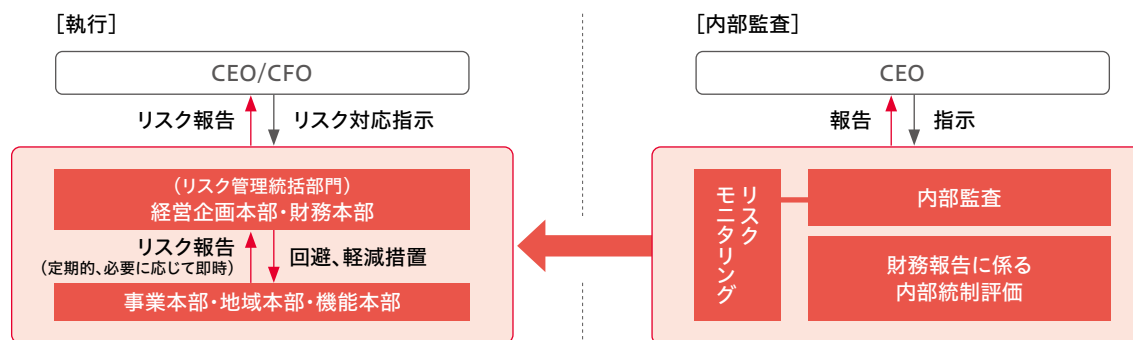 ［執行］
CEO/CFO
リスク報告
リスク対応指示
（リスク管理統括部門）
経営企画本部・財務本部
リスク報告
（定期的、必要に応じて即時）
回避、軽減措置
事業本部・地域本部・機能本部
［内部監査］
CEO
報告
指示
リスク
モニタリング
内部監査
財務報告に係る
内部統制評価